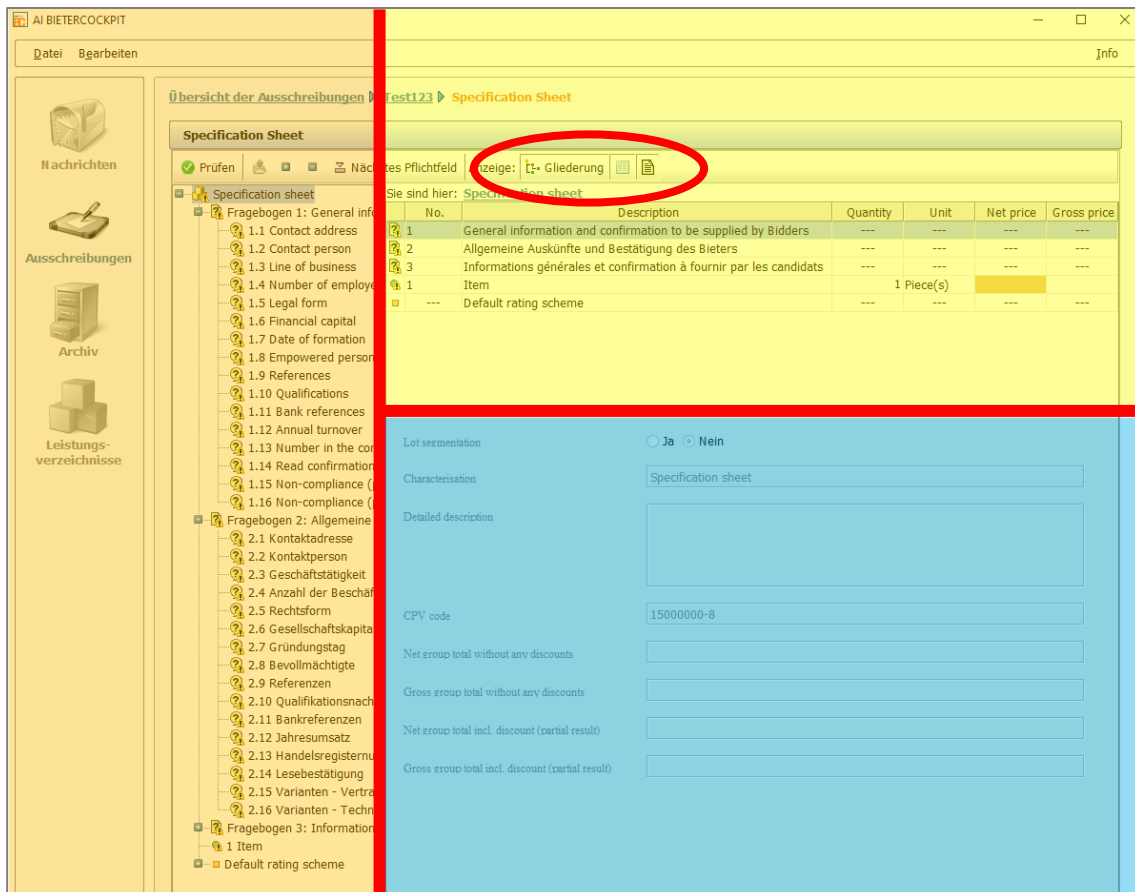 AI BIETERCOCKPIT
Datei Bearbeiten Info
Übersicht der Ausschreibungen Test123 Specification Sheet
Specification Sheet
Prüfen Nächstes Pflichtfeld Anzeige: Gliederung
Nachrichten
Ausschreibungen
Archiv
Leistungs-
verzeichnisse
Specification sheet
Fragebogen 1: General info
1.1 Contact address
1.2 Contact person
1.3 Line of business
1.4 Number of employe
1.5 Legal form
1.6 Financial capital
1.7 Date of formation
1.8 Empowered person
1.9 References
1.10 Qualifications
1.11 Bank references
1.12 Annual turnover
1.13 Number in the co
1.14 Read confirmation
1.15 Non-compliance (
1.16 Non-compliance (
Fragebogen 2: Allgemeine
2.1 Kontaktadresse
2.2 Kontaktperson
2.3 Geschäftstätigkeit
2.4 Anzahl der Beschäf
2.5 Rechtsform
2.6 Gesellschaftskapita
2.7 Gründungstag
2.8 Bevollmächtigte
2.9 Referenzen
2.10 Qualifikationsnach
2.11 Bankreferenzen
2.12 Jahresumsatz
2.13 Handelsregisternu
2.14 Lesebestätigung
2.15 Varianten - Vertra
2.16 Varianten - Techn
Fragebogen 3: Information
1 Item
Default rating scheme
Sie sind hier: Specification sheet
No. Description Quantity Unit Net price Gross price
1 General information and confirmation to be supplied by Bidders --- --- --- ---
2 Allgemeine Auskünfte und Bestätigung des Bieters --- --- --- ---
3 Informations générales et confirmation à fournir par les candidats --- --- --- ---
1 Item 1 Piece(s)
--- Default rating scheme --- --- --- ---
Lot segmentation Ja Nein
Characterisation Specification sheet
Detailed description
CPV code 15000000-8
Net group total without any discounts
Gross group total without any discounts
Net group total incl. discount (partial result)
Gross group total incl. discount (partial result)